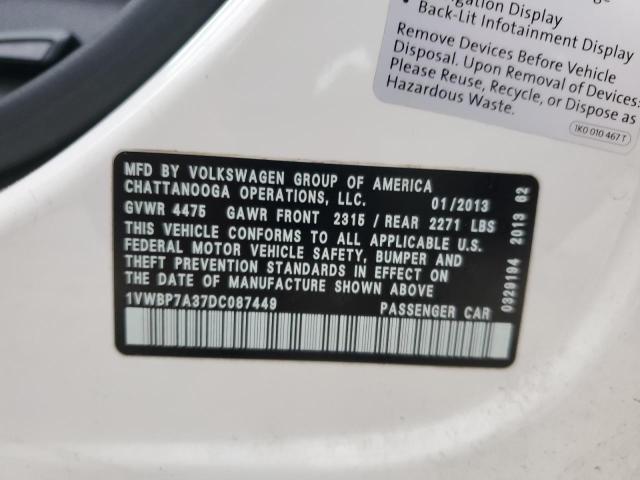 Navigation Display
Back-Lit Infotainment Display
Remove Devices Before Vehicle
Disposal. Upon Removal of Devices
Please Reuse, Recycle, or Dispose as
Hazardous Waste.
1K0 010 467 T
MFD BY VOLKSWAGEN GROUP OF AMERICA
CHATTANOOGA OPERATIONS, LLC. 01/2013
GVWR 4475 GAWR FRONT 2315 / REAR 2271 LBS
THIS VEHICLE CONFORMS TO ALL APPLICABLE U.S.
FEDERAL MOTOR VEHICLE SAFETY, BUMPER AND
THEFT PREVENTION STANDARDS IN EFFECT ON
THE DATE OF MANUFACTURE SHOWN ABOVE
1VWBP7A37DC087449 PASSENGER CAR
0329194 2013 62